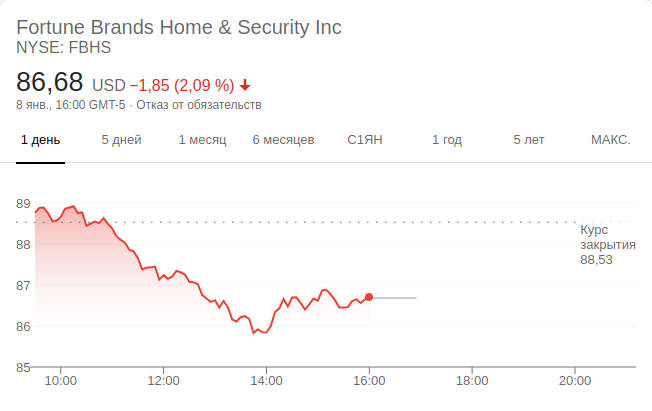 Fortune Brands Home & Security Inc
NYSE: FBHS
86,68 USD −1,85 (2,09 %)
8 янв., 16:00 GMT-5 · Отказ от обязательств
1 день 5 дней 1 месяц 6 месяцев С1ЯН 1 год 5 лет МАКС.
89
Курс
закрытия
88,53
88
87
86
85
10:00 12:00 14:00 16:00 18:00 20:00